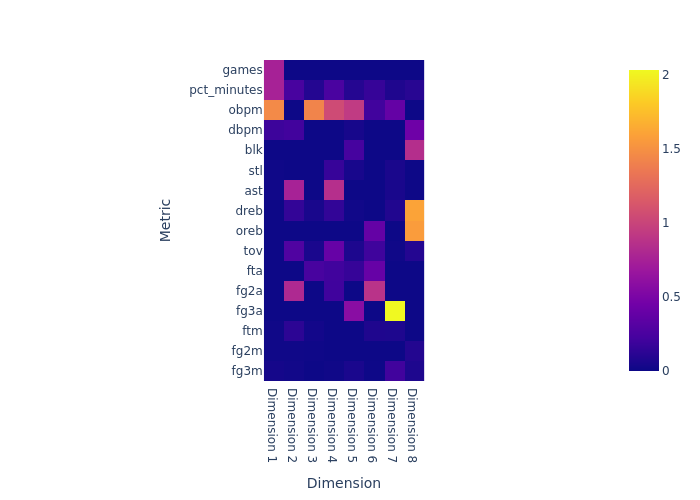 games
pct_minutes
obpm
dbpm
blk
stl
ast
dreb
oreb
tov
fta
fg2a
fg3a
ftm
fg2m
fg3m
Metric
Dimension 1
Dimension 2
Dimension 3
Dimension 4
Dimension 5
Dimension 6
Dimension 7
Dimension 8
Dimension
2
1.5
1
0.5
0